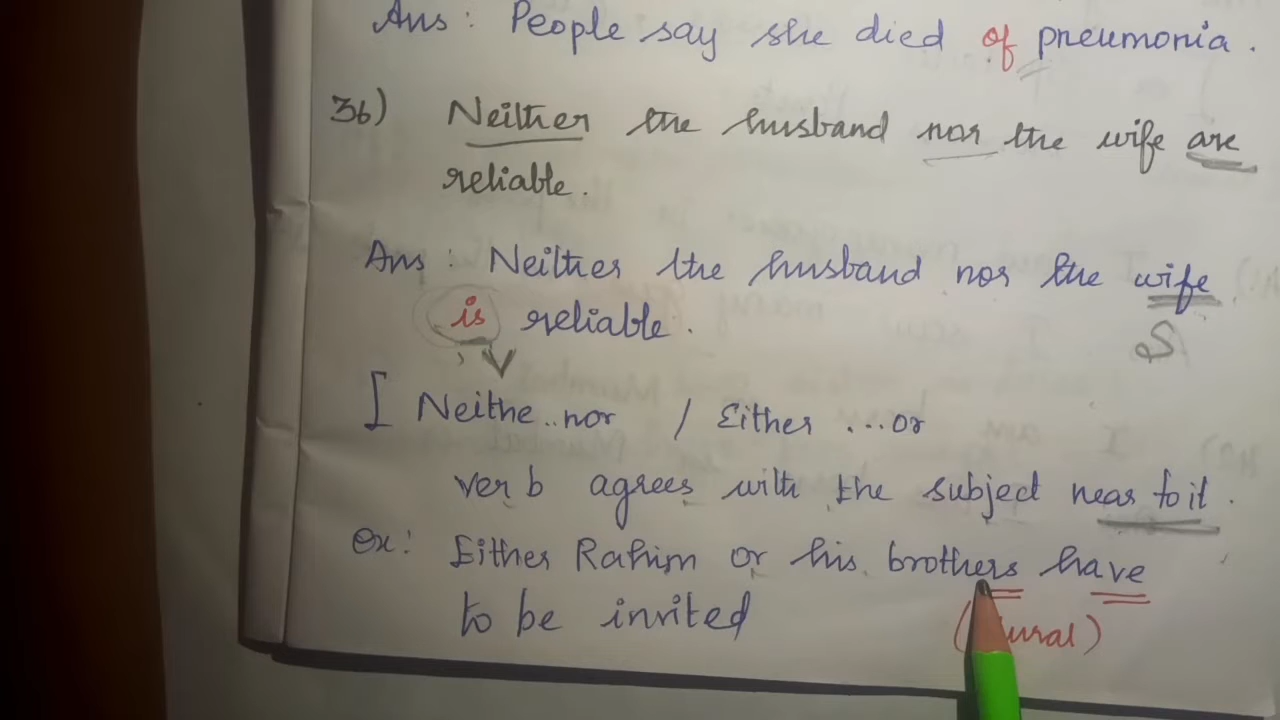 Ans : People say she died of pneumonia .
36) Neither the husband nor the wife are
reliable .
Ans : Neither the husband nor the wife
is reliable . S
[ Neithe .. nor / Either ... or
verb agrees with the subject near to it .
ex : Either Rahim or his brothers have
to be invited